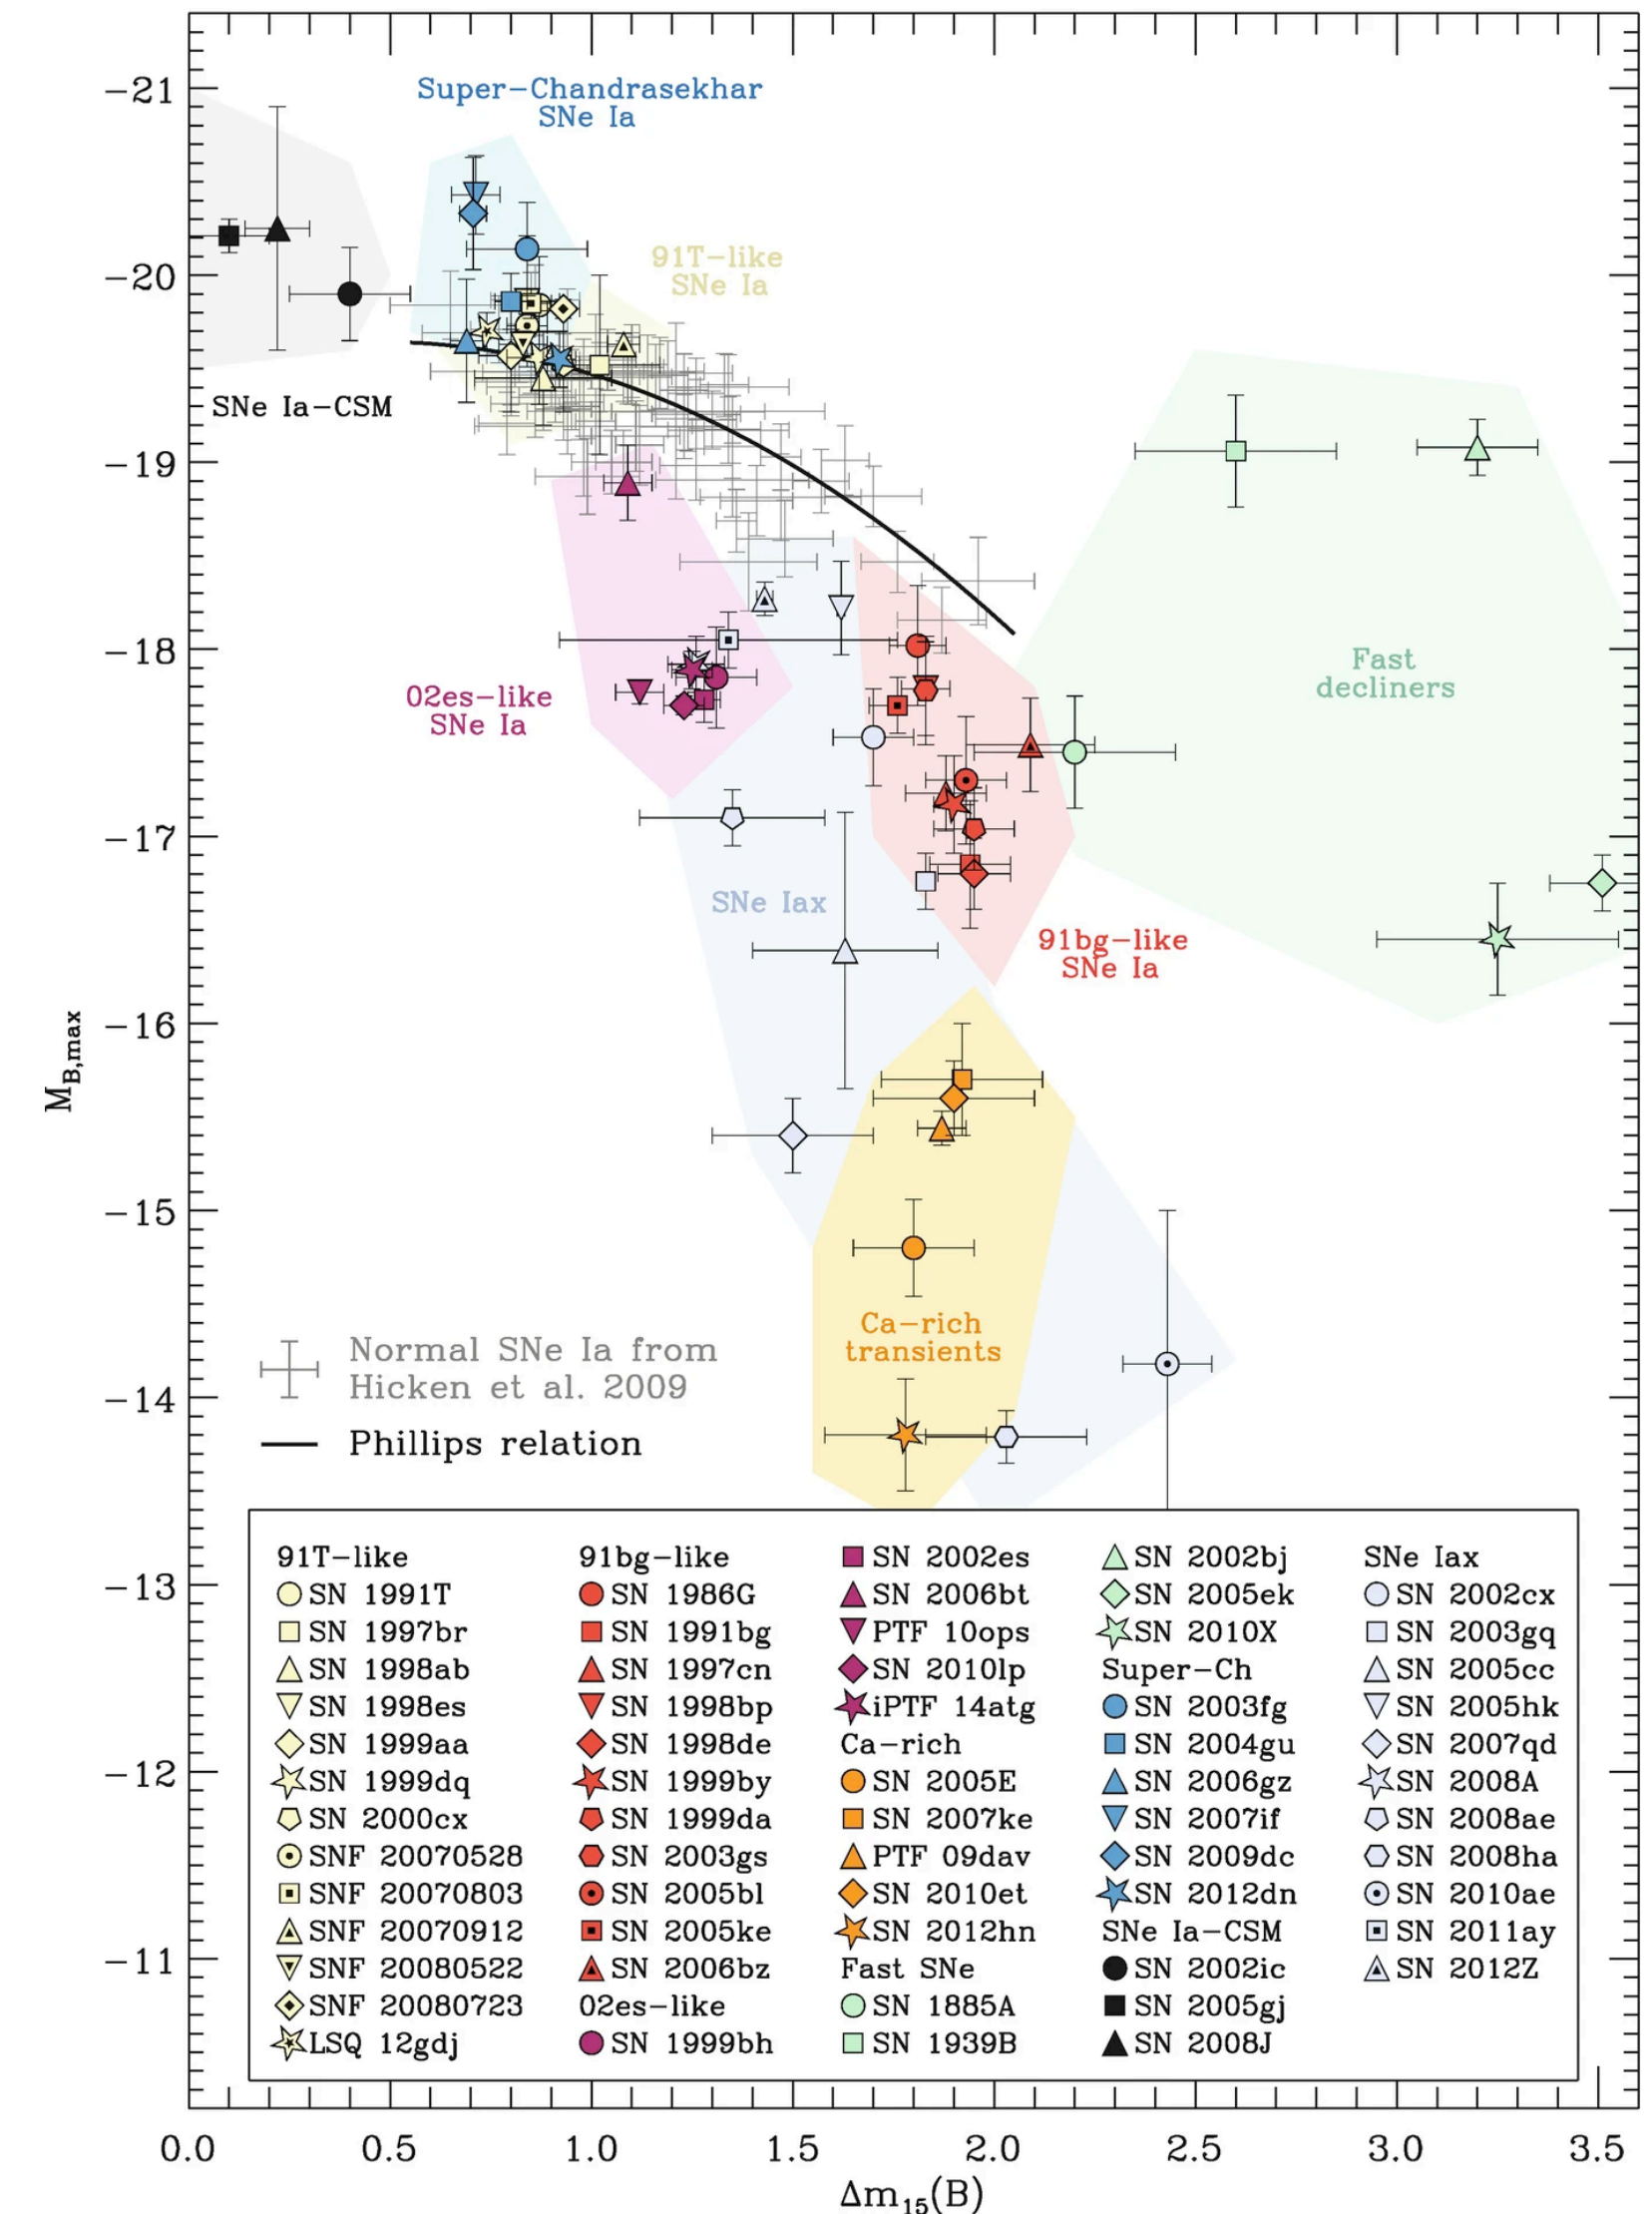 −21
Super−Chandrasekhar
SNe Ia
−20
91T−like
SNe Ia
SNe Ia−CSM
−19
−18
02es−like
SNe Ia
Fast
decliners
−17
SNe Iax
91bg−like
SNe Ia
−16
M_B,max
−15
Ca−rich
transients
Normal SNe Ia from
Hicken et al. 2009
−14
Phillips relation
−13
−12
−11
91T−like
SN 1991T
SN 1997br
SN 1998ab
SN 1998es
SN 1999aa
SN 1999dq
SN 2000cx
SNF 20070528
SNF 20070803
SNF 20070912
SNF 20080522
SNF 20080723
LSQ 12gdj
91bg−like
SN 1986G
SN 1991bg
SN 1997cn
SN 1998bp
SN 1998de
SN 1999by
SN 1999da
SN 2003gs
SN 2005bl
SN 2005ke
SN 2006bz
02es−like
SN 1999bh
SN 2002es
SN 2006bt
PTF 10ops
SN 2010lp
iPTF 14atg
Ca−rich
SN 2005E
SN 2007ke
PTF 09dav
SN 2010et
SN 2012hn
Fast SNe
SN 1885A
SN 1939B
SN 2002bj
SN 2005ek
SN 2010X
Super−Ch
SN 2003fg
SN 2004gu
SN 2006gz
SN 2007if
SN 2009dc
SN 2012dn
SNe Ia−CSM
SN 2002ic
SN 2005gj
SN 2008J
SNe Iax
SN 2002cx
SN 2003gq
SN 2005cc
SN 2005hk
SN 2007qd
SN 2008A
SN 2008ae
SN 2008ha
SN 2010ae
SN 2011ay
SN 2012Z
0.0 0.5 1.0 1.5 2.0 2.5 3.0 3.5
Δm₁₅(B)